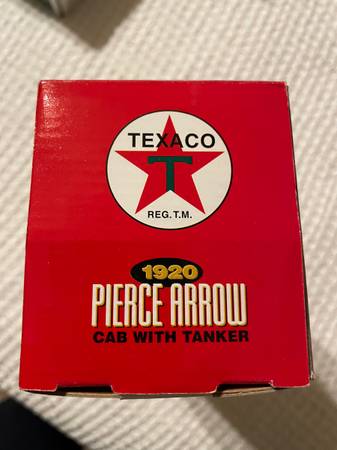 TEXACO
T
REG. T.M.
1920
PIERCE ARROW
CAB WITH TANKER